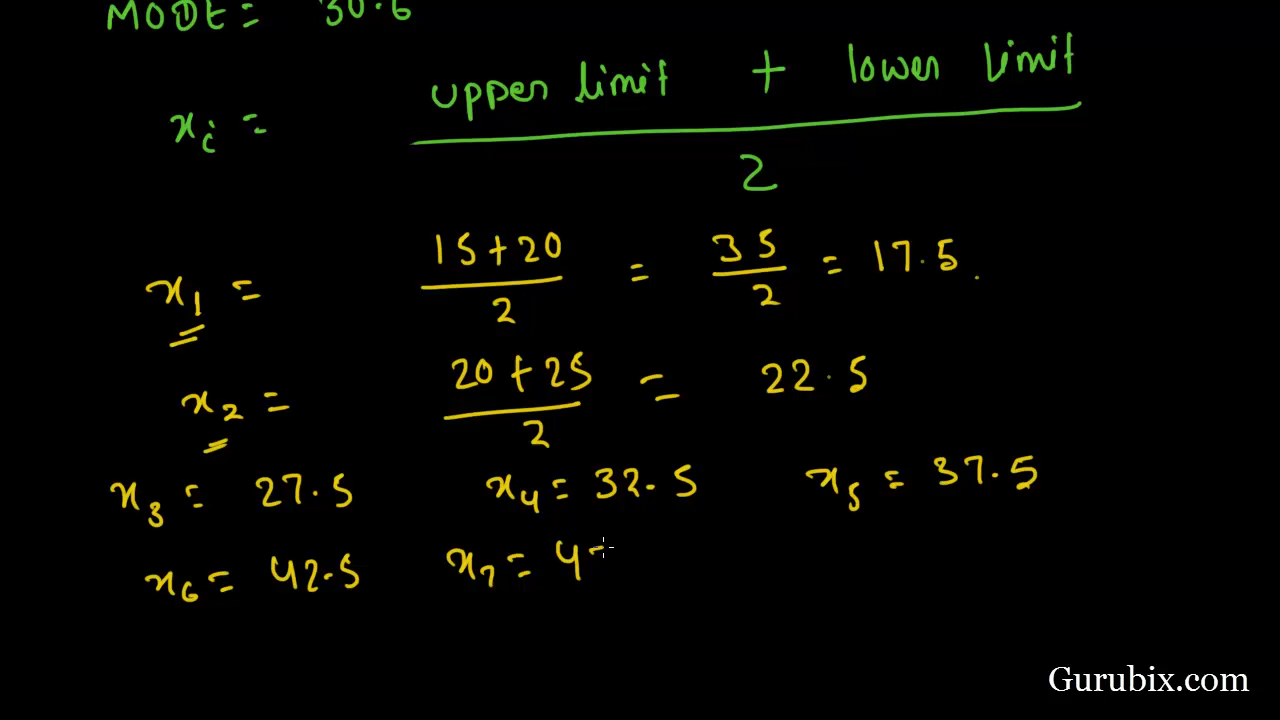 MODE = 30.6
xᵢ = upper limit + lower limit / 2
x₁ = 15+20 / 2 = 35 / 2 = 17.5
x₂ = 20+25 / 2 = 22.5
x₃ = 27.5 x₄ = 32.5 x₅ = 37.5
x₆ = 42.5 x₇ = 4
Gurubix.com